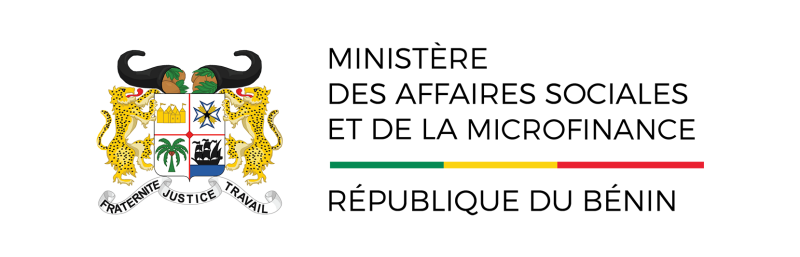 FRATERNITE JUSTICE TRAVAIL
MINISTÈRE
DES AFFAIRES SOCIALES
ET DE LA MICROFINANCE
RÉPUBLIQUE DU BÉNIN